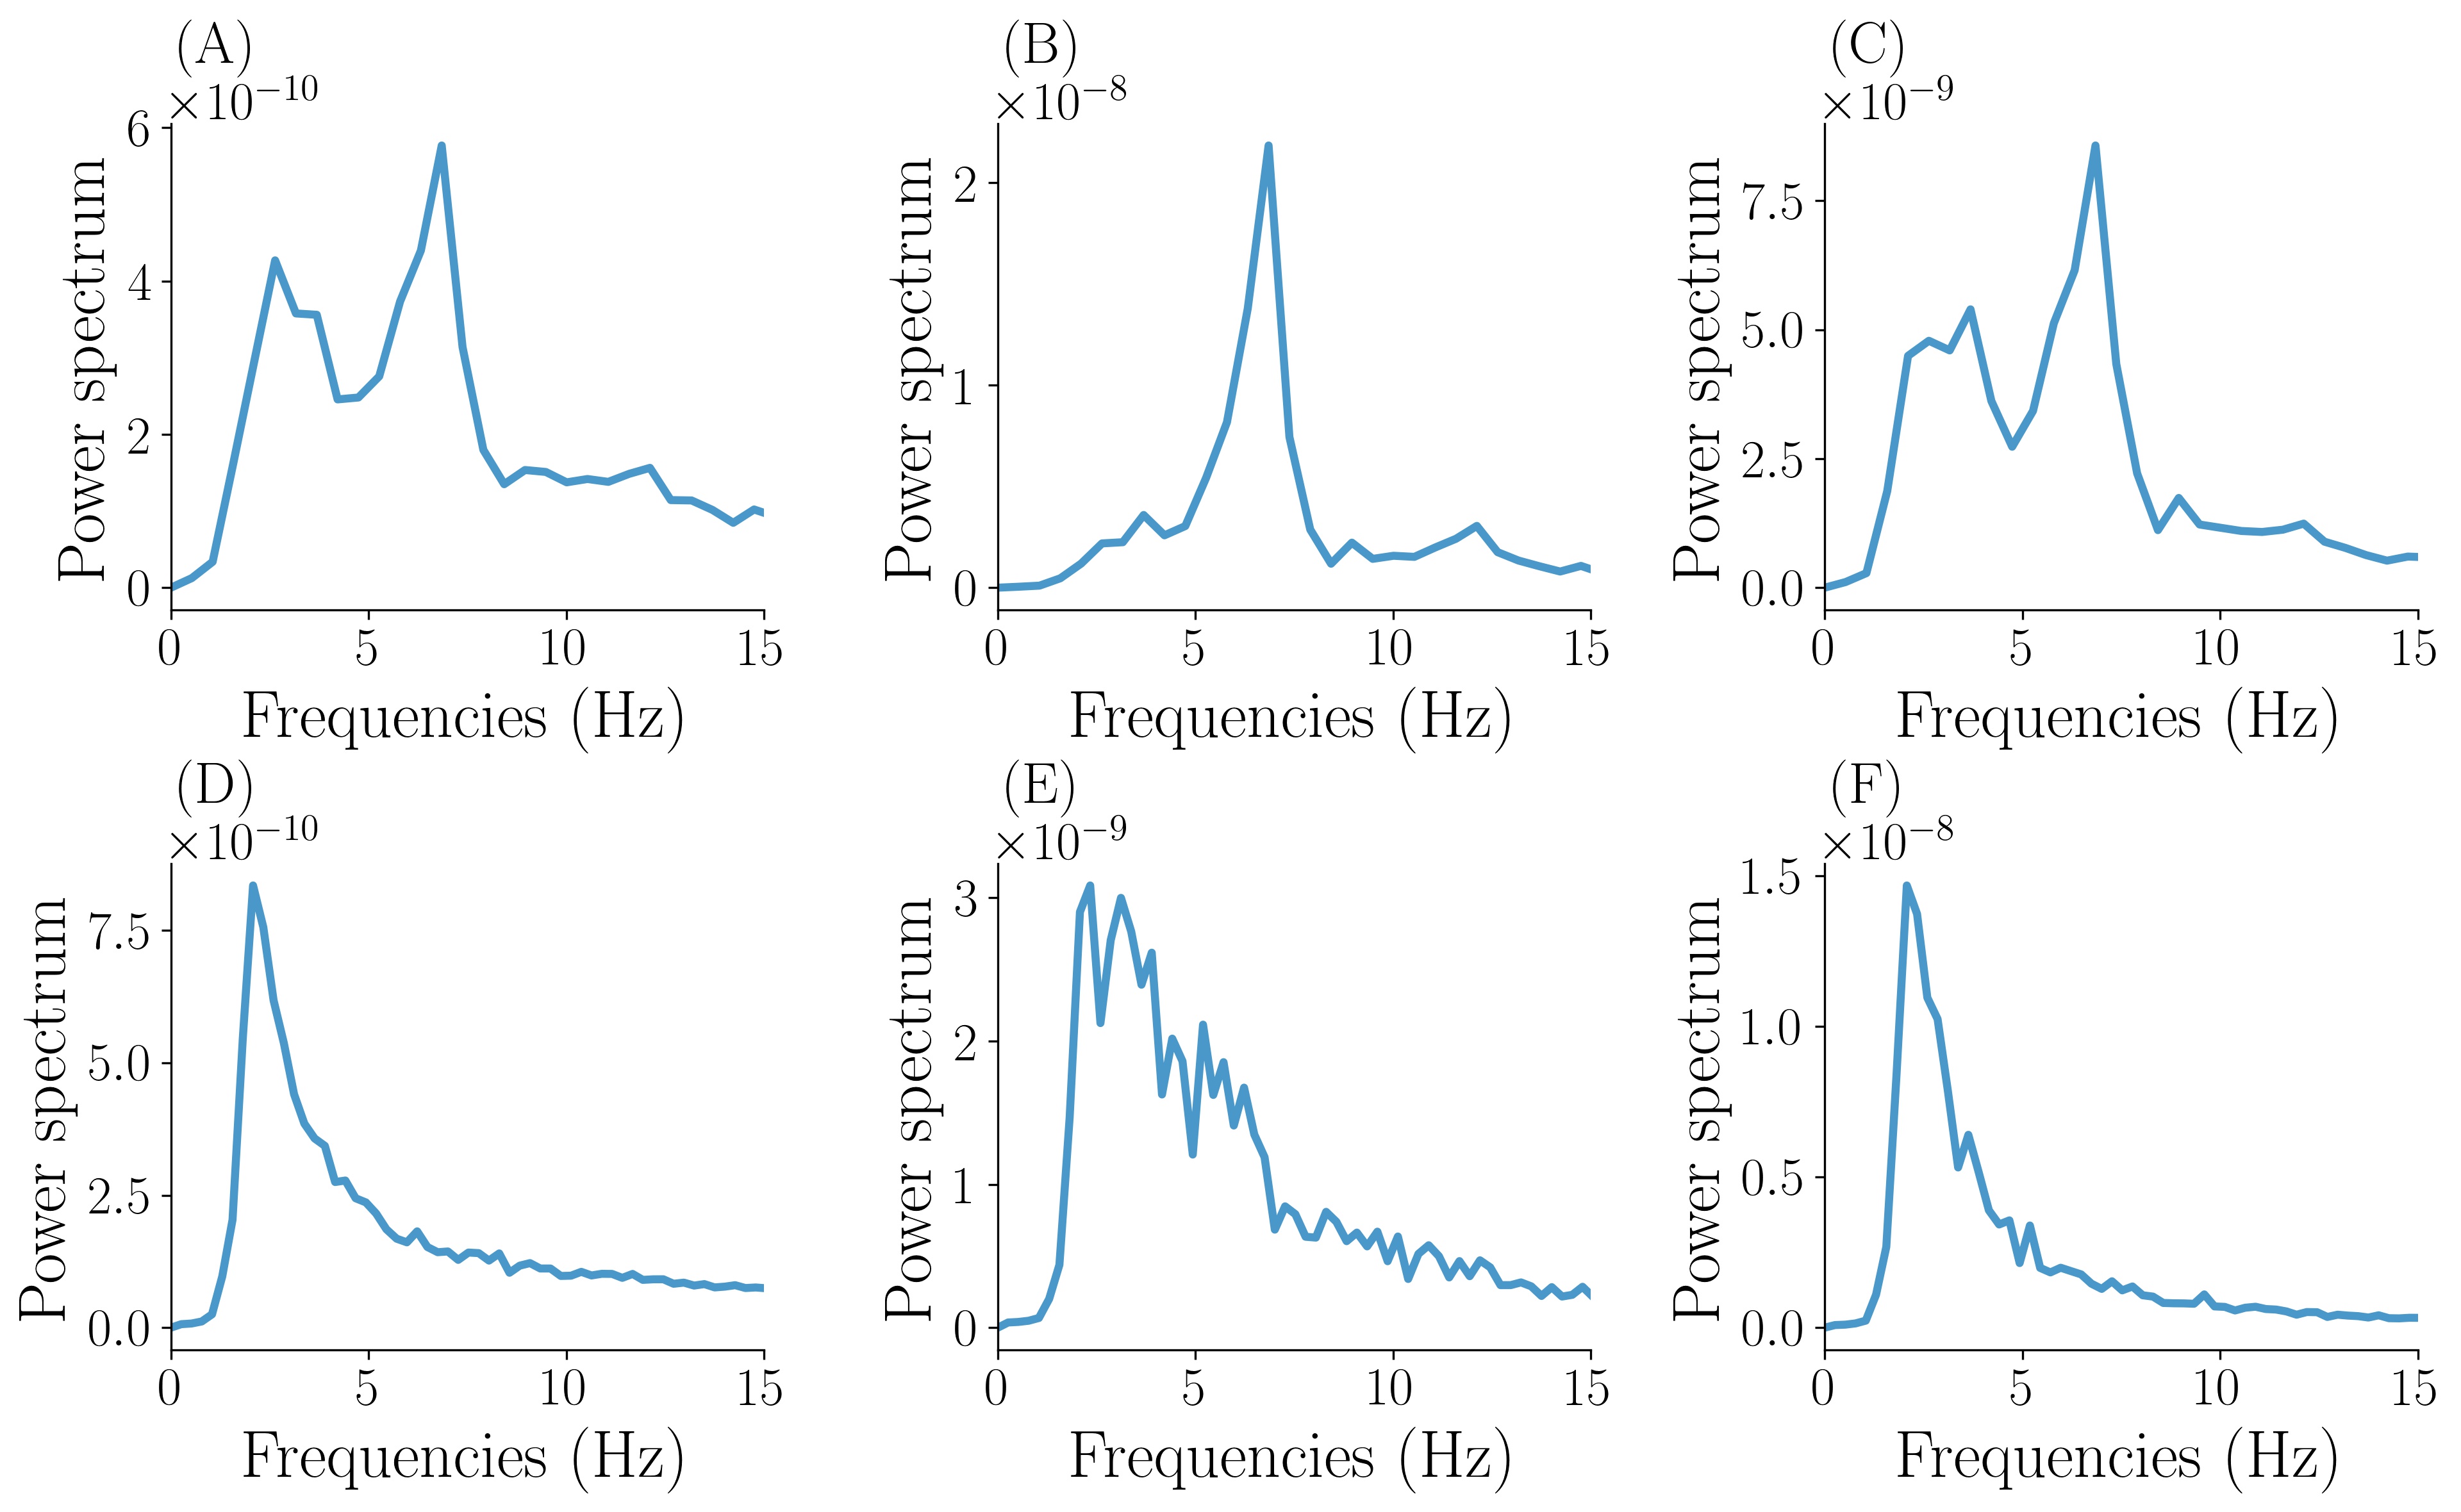 (A)
×10⁻¹⁰
6
4
2
0
Power spectrum
0 5 10 15
Frequencies (Hz)
(B)
×10⁻⁸
2
1
0
Power spectrum
0 5 10 15
Frequencies (Hz)
(C)
×10⁻⁹
7.5
5.0
2.5
0.0
Power spectrum
0 5 10 15
Frequencies (Hz)
(D)
×10⁻¹⁰
7.5
5.0
2.5
0.0
Power spectrum
0 5 10 15
Frequencies (Hz)
(E)
×10⁻⁹
3
2
1
0
Power spectrum
0 5 10 15
Frequencies (Hz)
(F)
×10⁻⁸
1.5
1.0
0.5
0.0
Power spectrum
0 5 10 15
Frequencies (Hz)